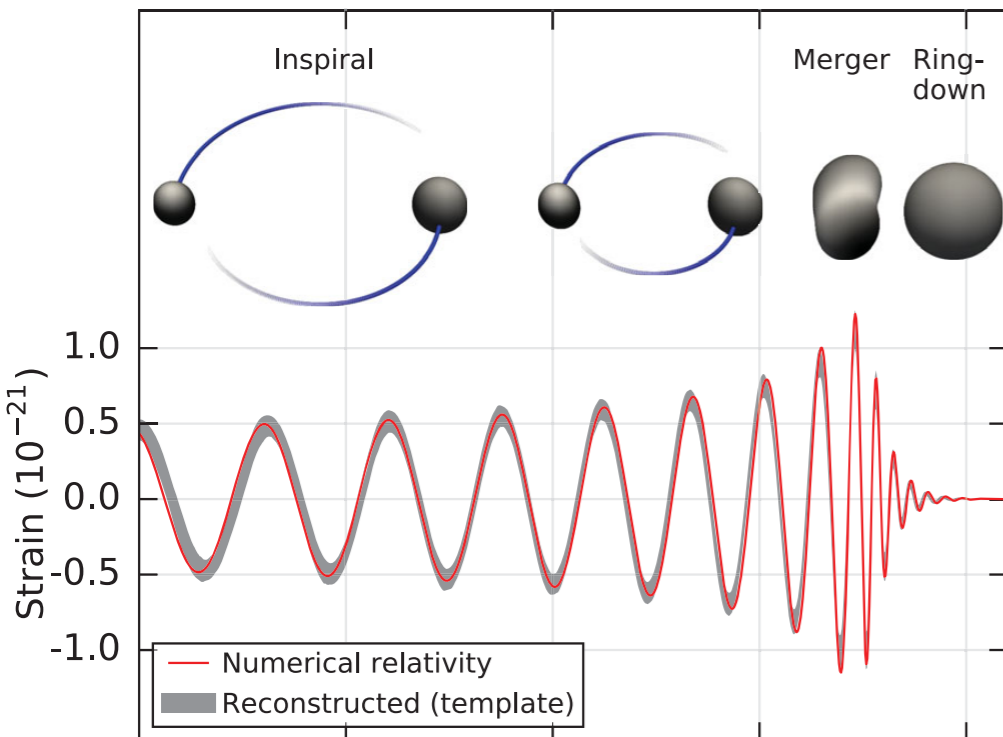 Inspiral
Merger
Ring-
down
Strain (10⁻²¹)
1.0
0.5
0.0
-0.5
-1.0
Numerical relativity
Reconstructed (template)